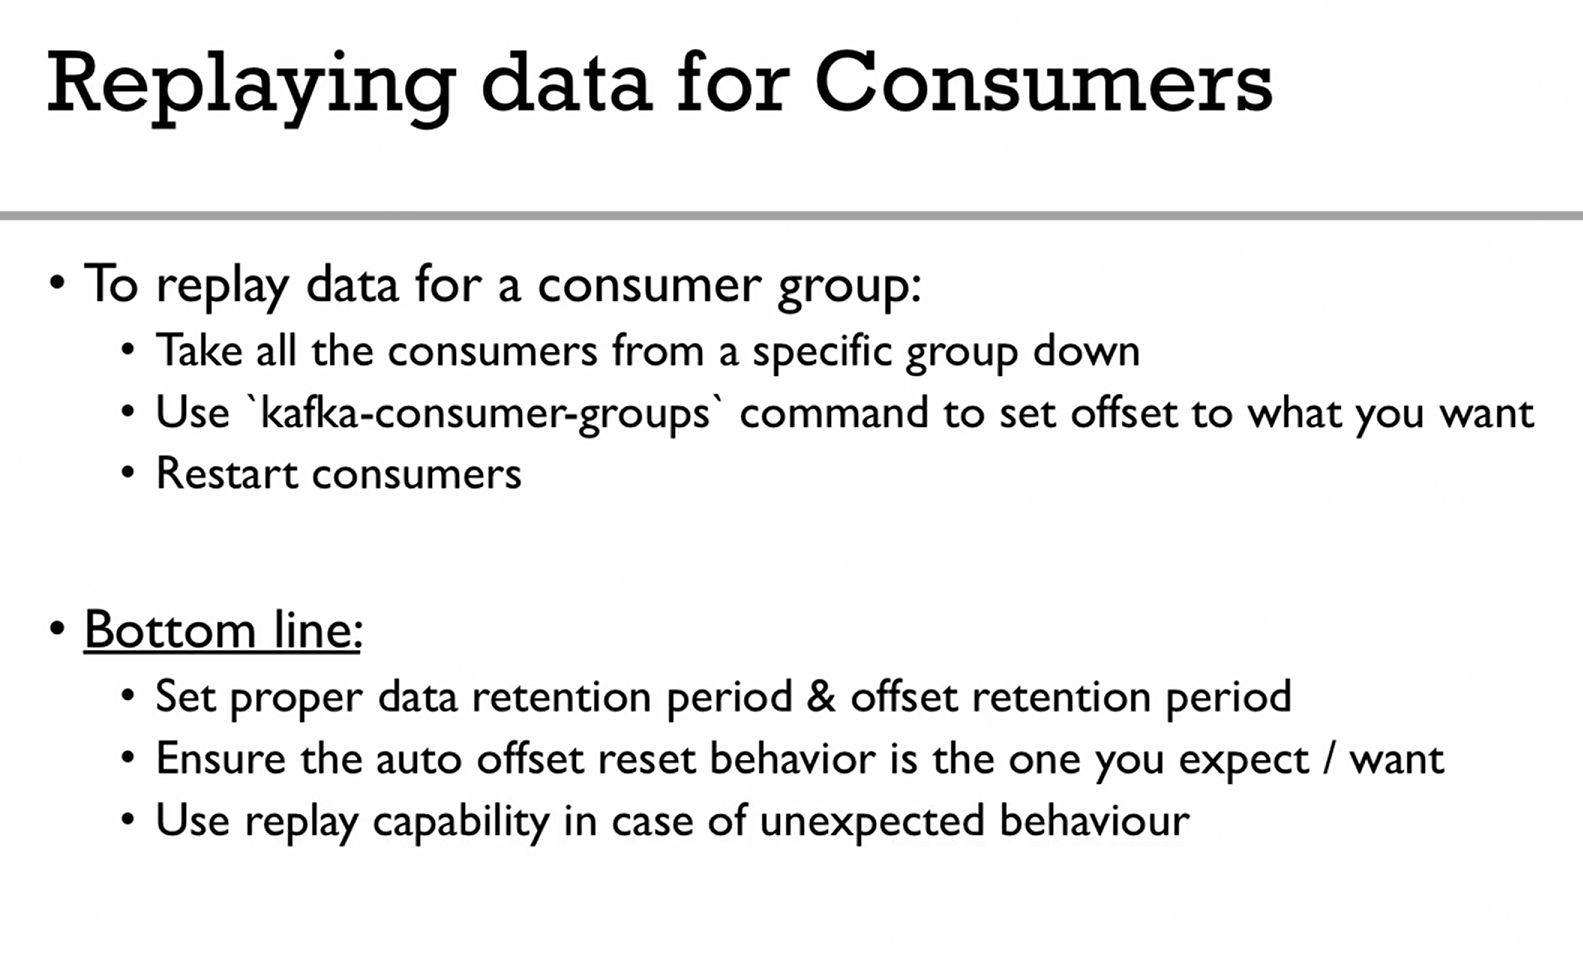 Replaying data for Consumers
• To replay data for a consumer group:
• Take all the consumers from a specific group down
• Use `kafka-consumer-groups` command to set offset to what you want
• Restart consumers
• Bottom line:
• Set proper data retention period & offset retention period
• Ensure the auto offset reset behavior is the one you expect / want
• Use replay capability in case of unexpected behaviour